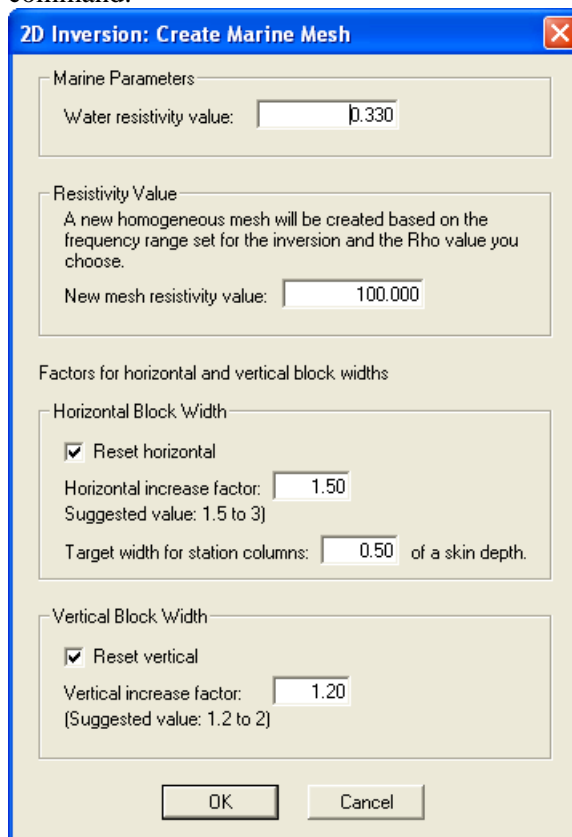 command.
2D Inversion: Create Marine Mesh
Marine Parameters
Water resistivity value: 0.330
Resistivity Value
A new homogeneous mesh will be created based on the
frequency range set for the inversion and the Rho value you
choose.
New mesh resistivity value: 100.000
Factors for horizontal and vertical block widths
Horizontal Block Width
Reset horizontal
Horizontal increase factor: 1.50
Suggested value: 1.5 to 3)
Target width for station columns: 0.50 of a skin depth.
Vertical Block Width
Reset vertical
Vertical increase factor: 1.20
(Suggested value: 1.2 to 2)
OK Cancel